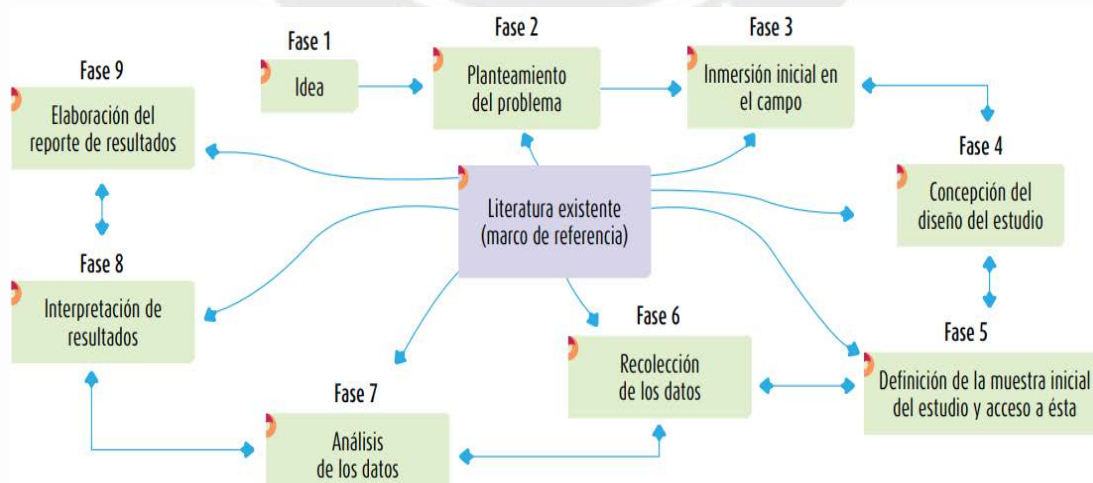 Fase 1
Idea
Fase 2
Planteamiento
del problema
Fase 3
Inmersión inicial en
el campo
Fase 4
Concepción del
diseño del estudio
Fase 5
Definición de la muestra inicial
del estudio y acceso a ésta
Fase 6
Recolección
de los datos
Fase 7
Análisis
de los datos
Fase 8
Interpretación de
resultados
Fase 9
Elaboración del
reporte de resultados
Literatura existente
(marco de referencia)